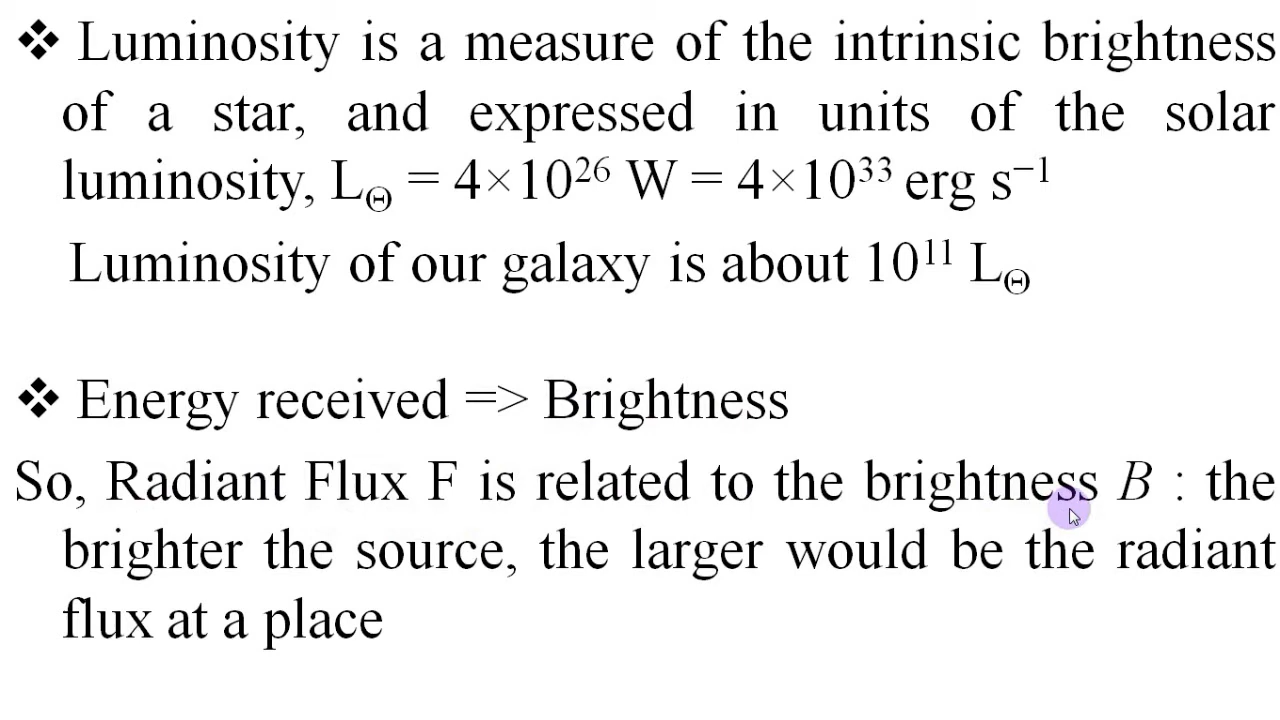 ❖ Luminosity is a measure of the intrinsic brightness
of a star, and expressed in units of the solar
luminosity, L_Θ = 4×10²⁶ W = 4×10³³ erg s⁻¹
Luminosity of our galaxy is about 10¹¹ L_Θ
❖ Energy received => Brightness
So, Radiant Flux F is related to the brightness B : the
brighter the source, the larger would be the radiant
flux at a place